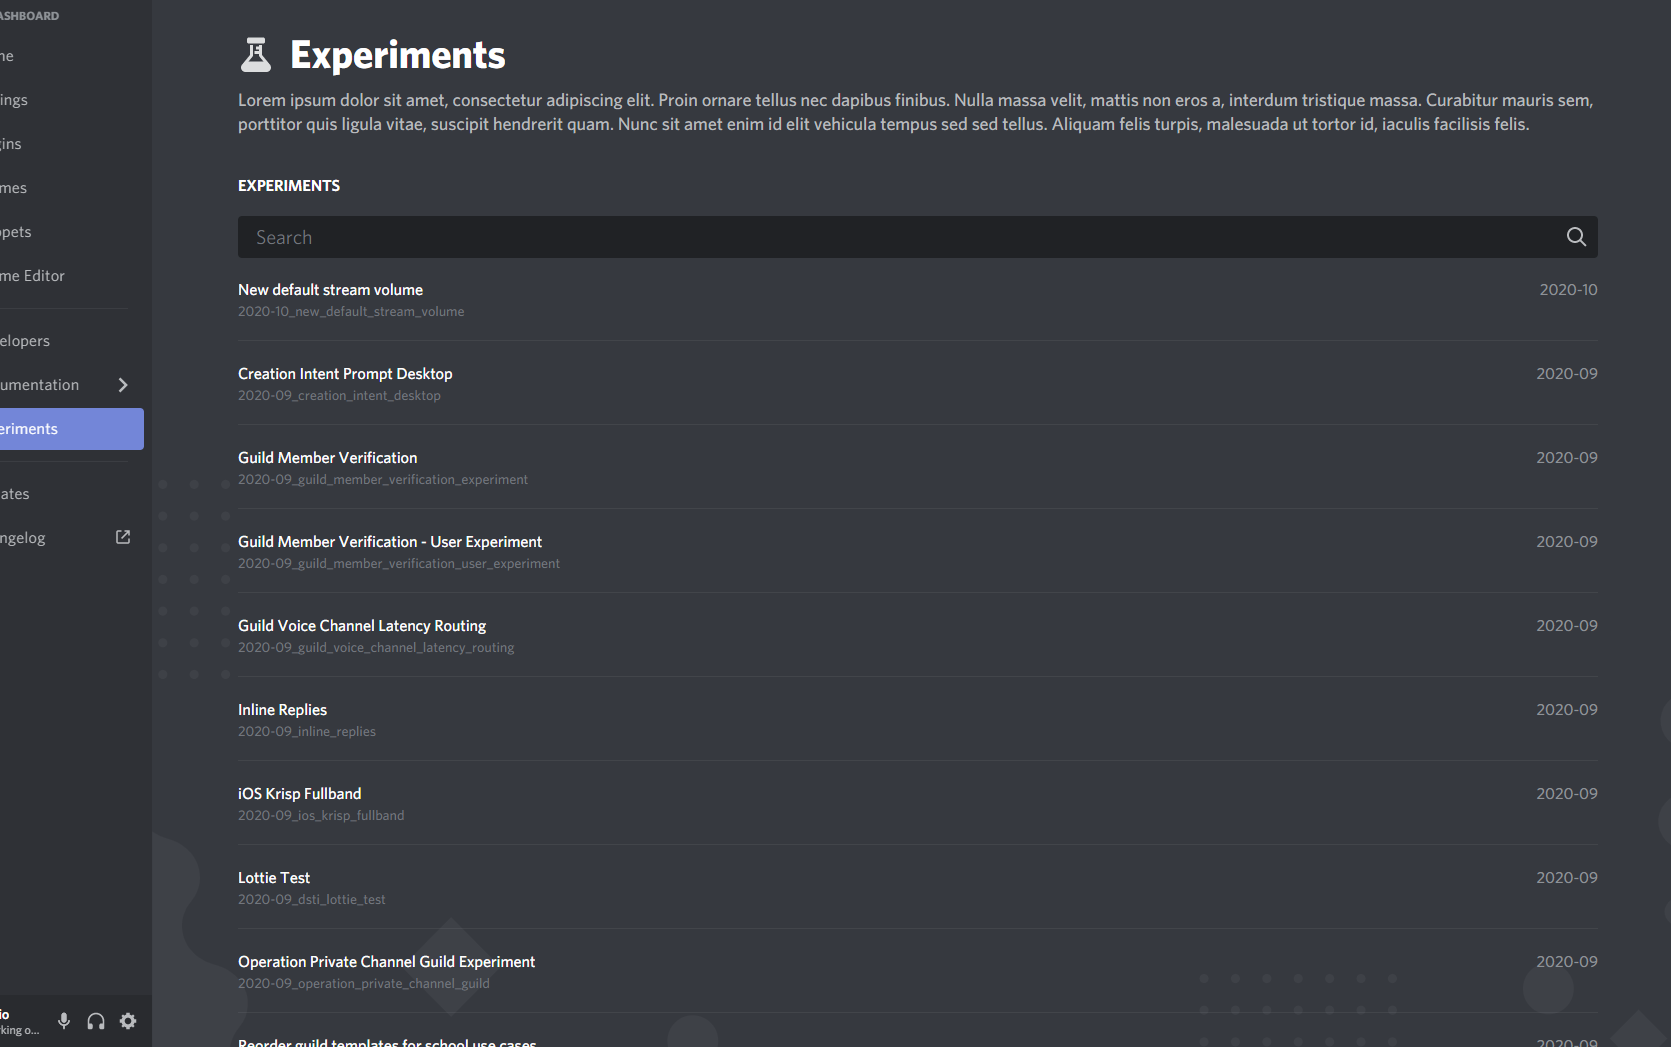 ASHBOARD
ne
ings
gins
mes
ppets
me Editor
elopers
umentation
eriments
ates
ngelog
io
king o...
Experiments
Lorem ipsum dolor sit amet, consectetur adipiscing elit. Proin ornare tellus nec dapibus finibus. Nulla massa velit, mattis non eros a, interdum tristique massa. Curabitur mauris sem,
porttitor quis ligula vitae, suscipit hendrerit quam. Nunc sit amet enim id elit vehicula tempus sed sed tellus. Aliquam felis turpis, malesuada ut tortor id, iaculis facilisis felis.
EXPERIMENTS
Search
New default stream volume 2020-10
2020-10_new_default_stream_volume
Creation Intent Prompt Desktop 2020-09
2020-09_creation_intent_desktop
Guild Member Verification 2020-09
2020-09_guild_member_verification_experiment
Guild Member Verification - User Experiment 2020-09
2020-09_guild_member_verification_user_experiment
Guild Voice Channel Latency Routing 2020-09
2020-09_guild_voice_channel_latency_routing
Inline Replies 2020-09
2020-09_inline_replies
iOS Krisp Fullband 2020-09
2020-09_ios_krisp_fullband
Lottie Test 2020-09
2020-09_dsti_lottie_test
Operation Private Channel Guild Experiment 2020-09
2020-09_operation_private_channel_guild
Reorder guild templates for school use cases 2020-09